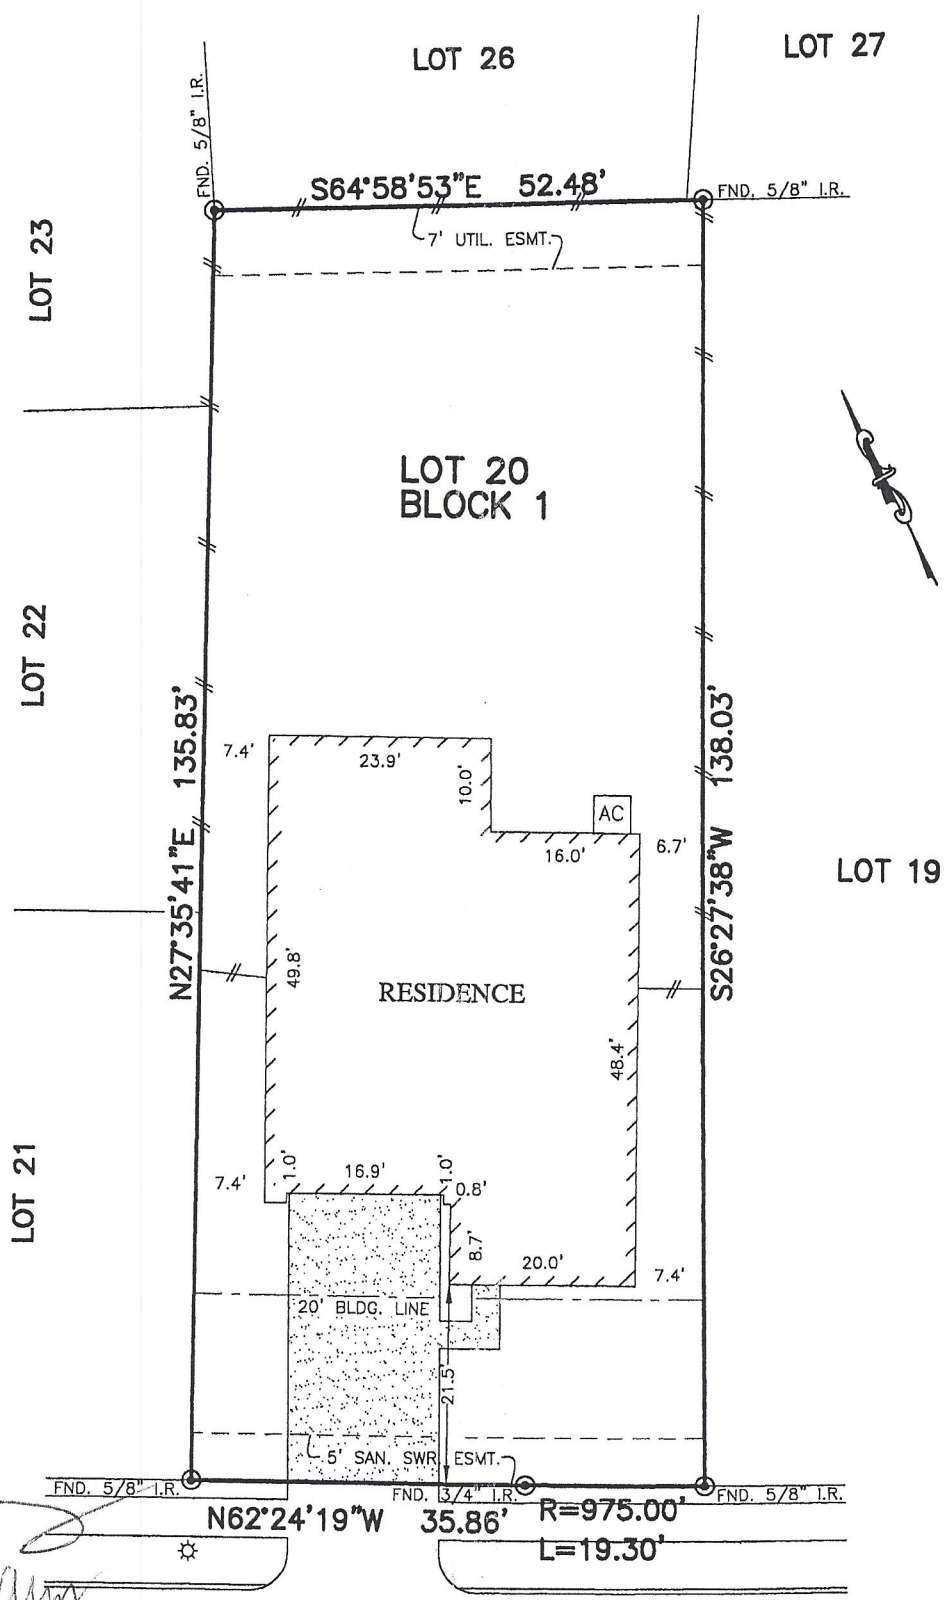 LOT 26
LOT 27
FND. 5/8" I.R.
S64°58'53"E 52.48'
FND. 5/8" I.R.
7' UTIL. ESMT.
LOT 23
LOT 20
BLOCK 1
LOT 22
N27°35'41"E 135.83'
S26°27'38"W 138.03'
7.4'
23.9'
10.0'
AC
16.0'
6.7'
LOT 19
49.8'
RESIDENCE
48.4'
LOT 21
7.4'
1.0'
16.9'
1.0'
0.8'
8.7'
20.0'
7.4'
20' BLDG. LINE
21.5'
5' SAN. SWR ESMT.
FND. 5/8" I.R.
FND. 3/4" I.R.
FND. 5/8" I.R.
N62°24'19"W 35.86'
R=975.00'
L=19.30'